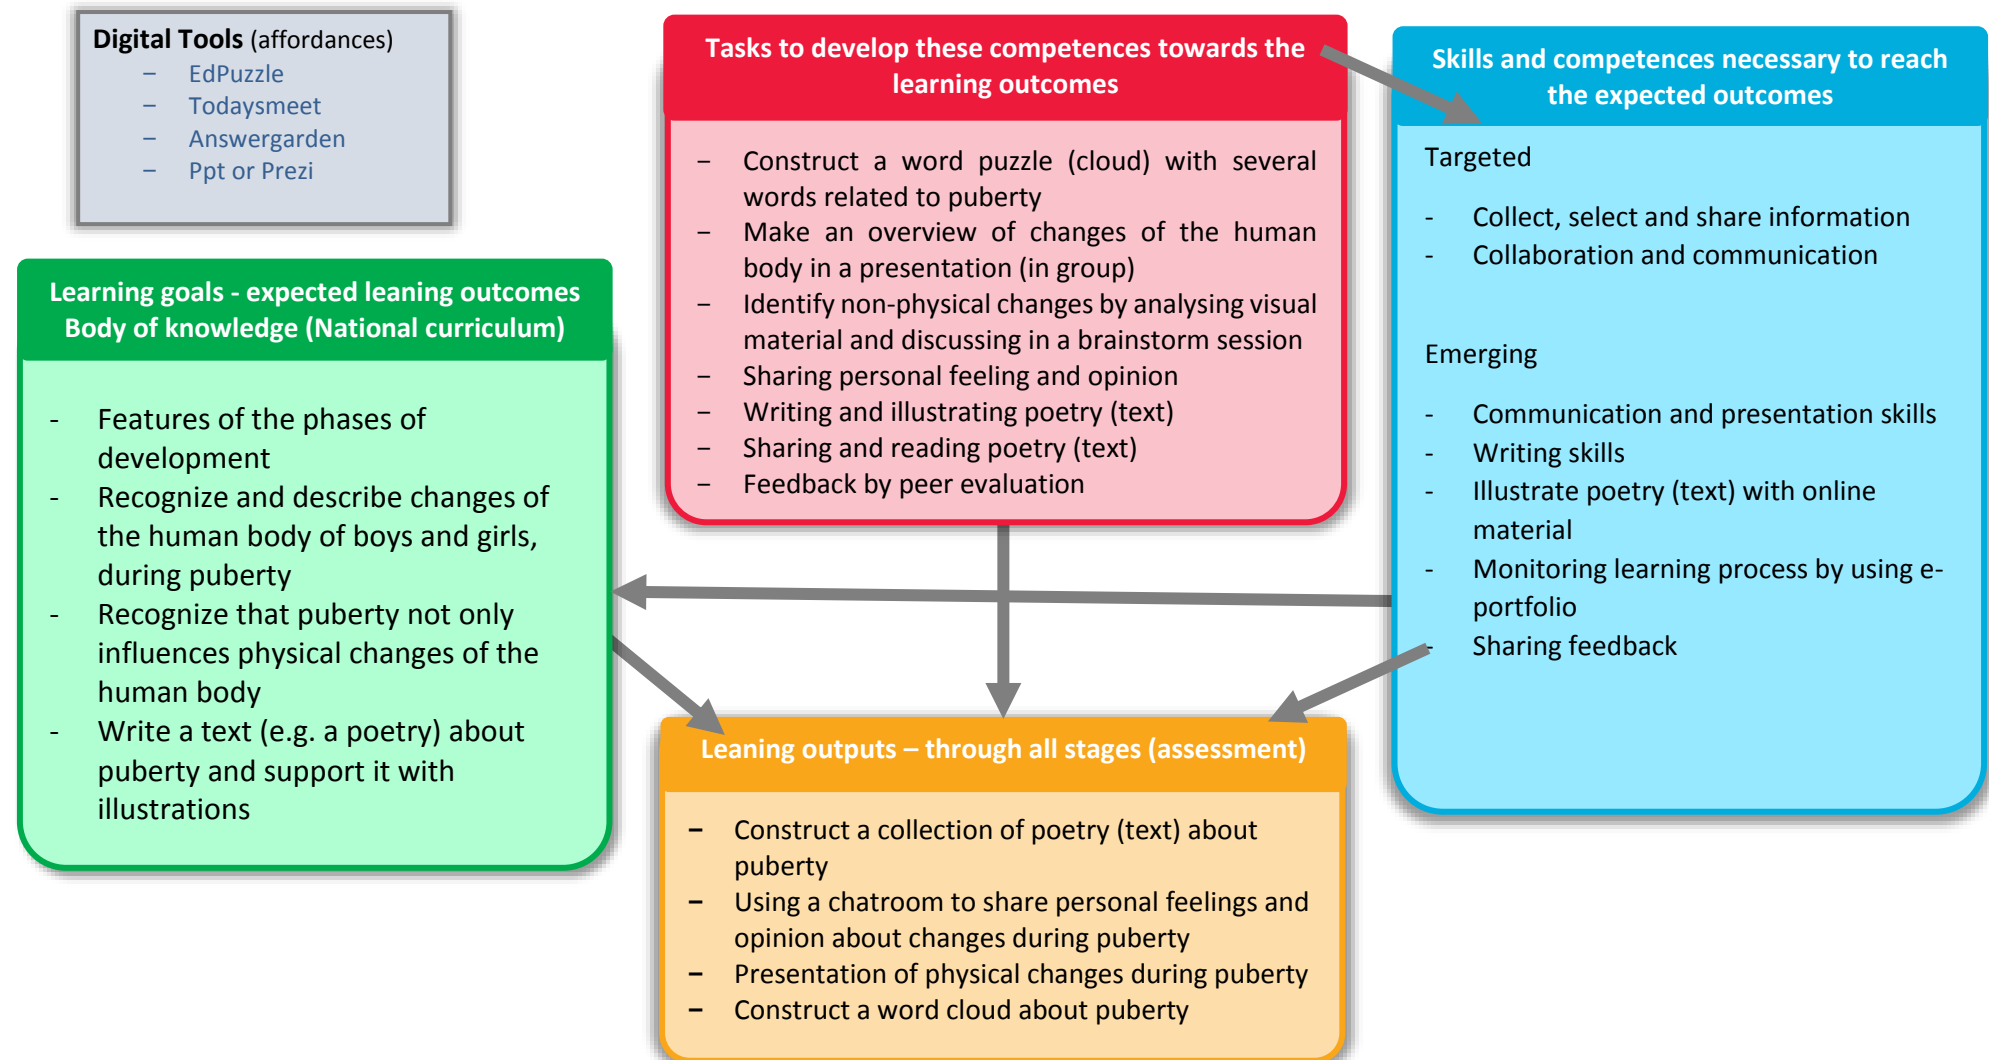 Digital Tools (affordances)
− EdPuzzle
− Todaysmeet
− Answergarden
− Ppt or Prezi
Tasks to develop these competences towards the
learning outcomes
− Construct a word puzzle (cloud) with several
words related to puberty
− Make an overview of changes of the human
body in a presentation (in group)
− Identify non-physical changes by analysing visual
material and discussing in a brainstorm session
− Sharing personal feeling and opinion
− Writing and illustrating poetry (text)
− Sharing and reading poetry (text)
− Feedback by peer evaluation
Skills and competences necessary to reach
the expected outcomes
Targeted
- Collect, select and share information
- Collaboration and communication
Emerging
- Communication and presentation skills
- Writing skills
- Illustrate poetry (text) with online
material
- Monitoring learning process by using e-
portfolio
- Sharing feedback
Learning goals - expected leaning outcomes
Body of knowledge (National curriculum)
- Features of the phases of
development
- Recognize and describe changes of
the human body of boys and girls,
during puberty
- Recognize that puberty not only
influences physical changes of the
human body
- Write a text (e.g. a poetry) about
puberty and support it with
illustrations
Leaning outputs – through all stages (assessment)
− Construct a collection of poetry (text) about
puberty
− Using a chatroom to share personal feelings and
opinion about changes during puberty
− Presentation of physical changes during puberty
− Construct a word cloud about puberty